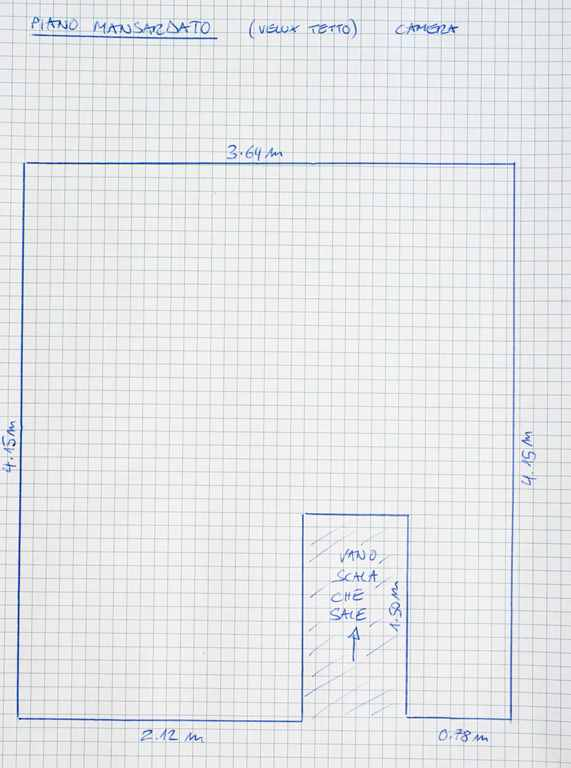 PIANO MANSARDATO (VELUX TETTO) CAMERA
3.64 m
4.15 m
4.15 m
VANO
SCALA
CHE
SALE
1.50 m
2.12 m
0.78 m